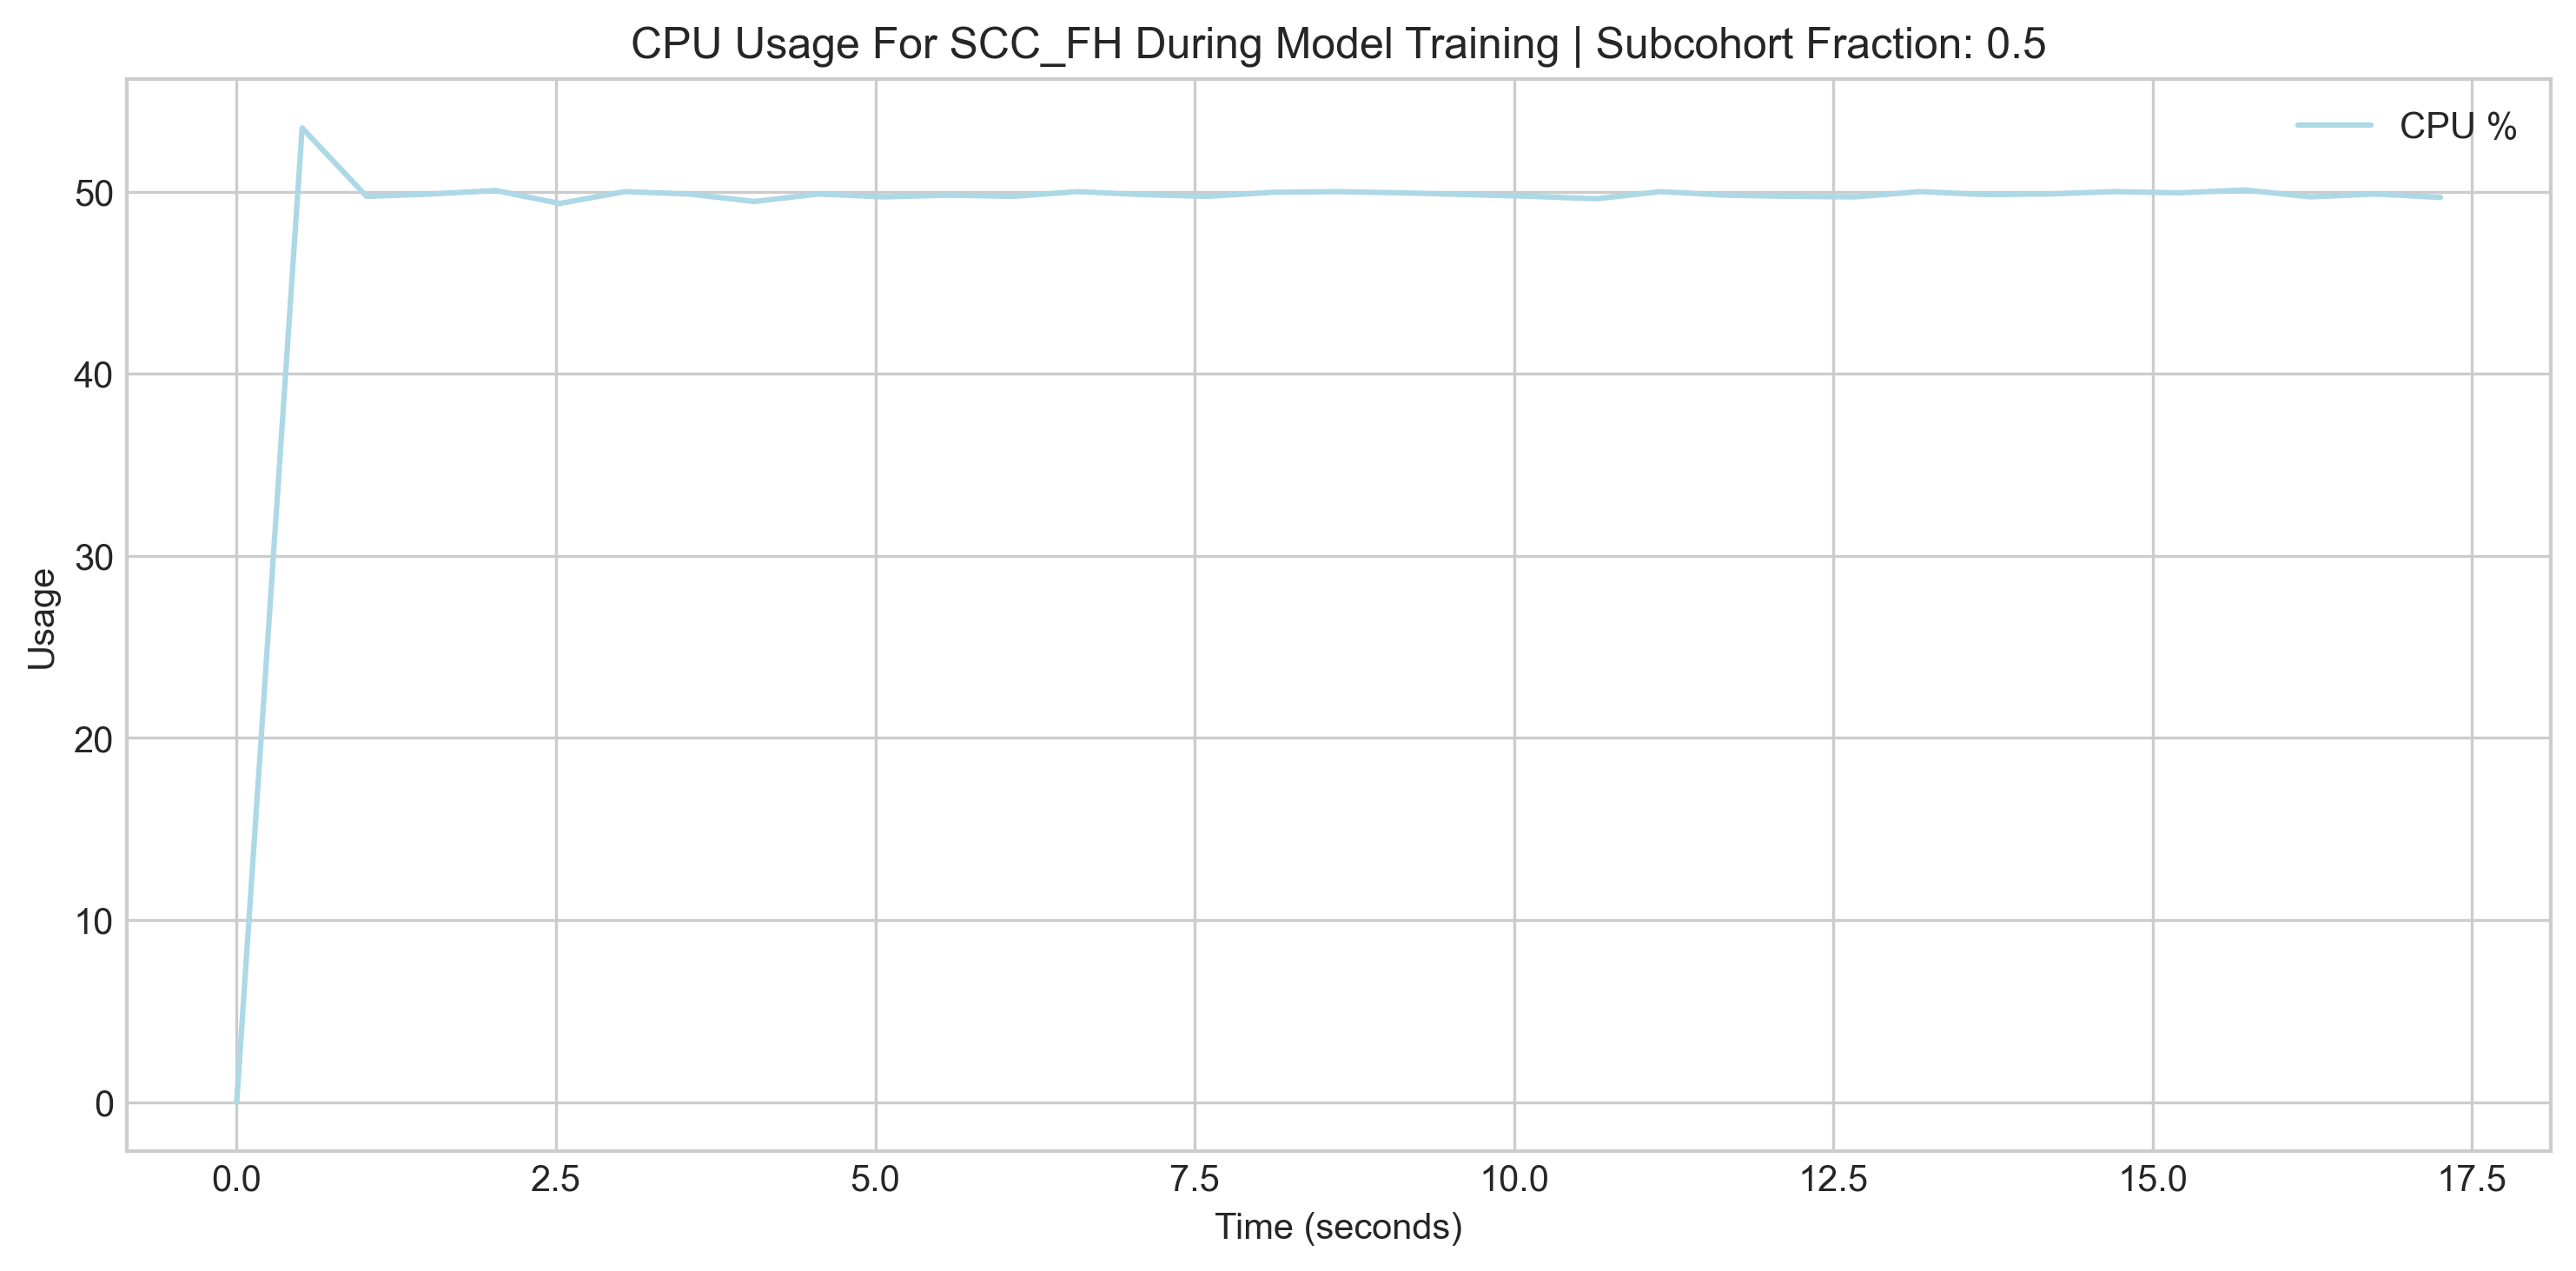 CPU Usage For SCC_FH During Model Training | Subcohort Fraction: 0.5
CPU %
50
40
30
20
10
0
Usage
0.0 2.5 5.0 7.5 10.0 12.5 15.0 17.5
Time (seconds)